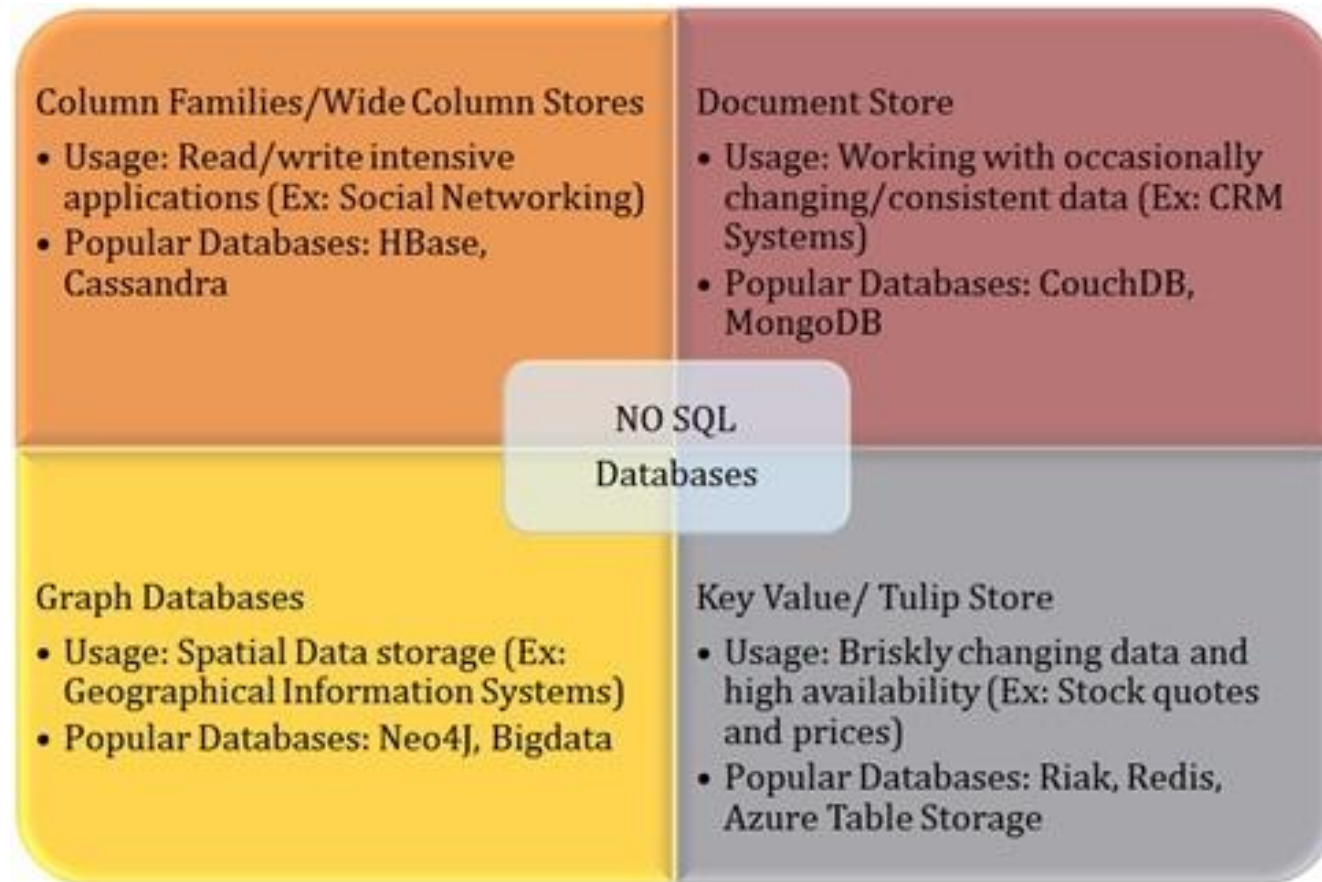 Column Families/Wide Column Stores
• Usage: Read/write intensive
applications (Ex: Social Networking)
• Popular Databases: HBase,
Cassandra
Document Store
• Usage: Working with occasionally
changing/consistent data (Ex: CRM
Systems)
• Popular Databases: CouchDB,
MongoDB
NO SQL
Databases
Graph Databases
• Usage: Spatial Data storage (Ex:
Geographical Information Systems)
• Popular Databases: Neo4J, Bigdata
Key Value/ Tulip Store
• Usage: Briskly changing data and
high availability (Ex: Stock quotes
and prices)
• Popular Databases: Riak, Redis,
Azure Table Storage